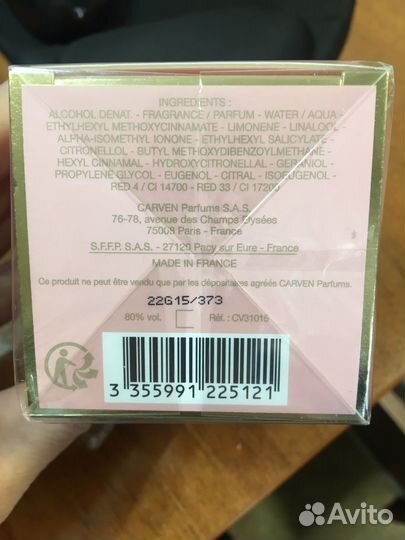 INGREDIENTS :
ALCOHOL DENAT. - FRAGRANCE / PARFUM - WATER / AQUA -
ETHYLHEXYL METHOXYCINNAMATE - LIMONENE - LINALOOL -
ALPHA-ISOMETHYL IONONE - ETHYLHEXYL SALICYLATE -
CITRONELLOL - BUTYL METHOXYDIBENZOYLMETHANE -
HEXYL CINNAMAL - HYDROXYCITRONELLAL - GERANIOL -
PROPYLENE GLYCOL - EUGENOL - CITRAL - ISOEUGENOL -
RED 4 / CI 14700 - RED 33 / CI 17200
CARVEN Parfums S.A.S.
76-78, avenue des Champs Elysées
75008 Paris - France
S.F.F.P. S.A.S. - 27120 Pacy sur Eure - France
MADE IN FRANCE
Ce produit ne peut être vendu que par les dépositaires agréés CARVEN Parfums.
22G15/373
80% vol.
Réf. : CV31015
3 355991 225121
Avito